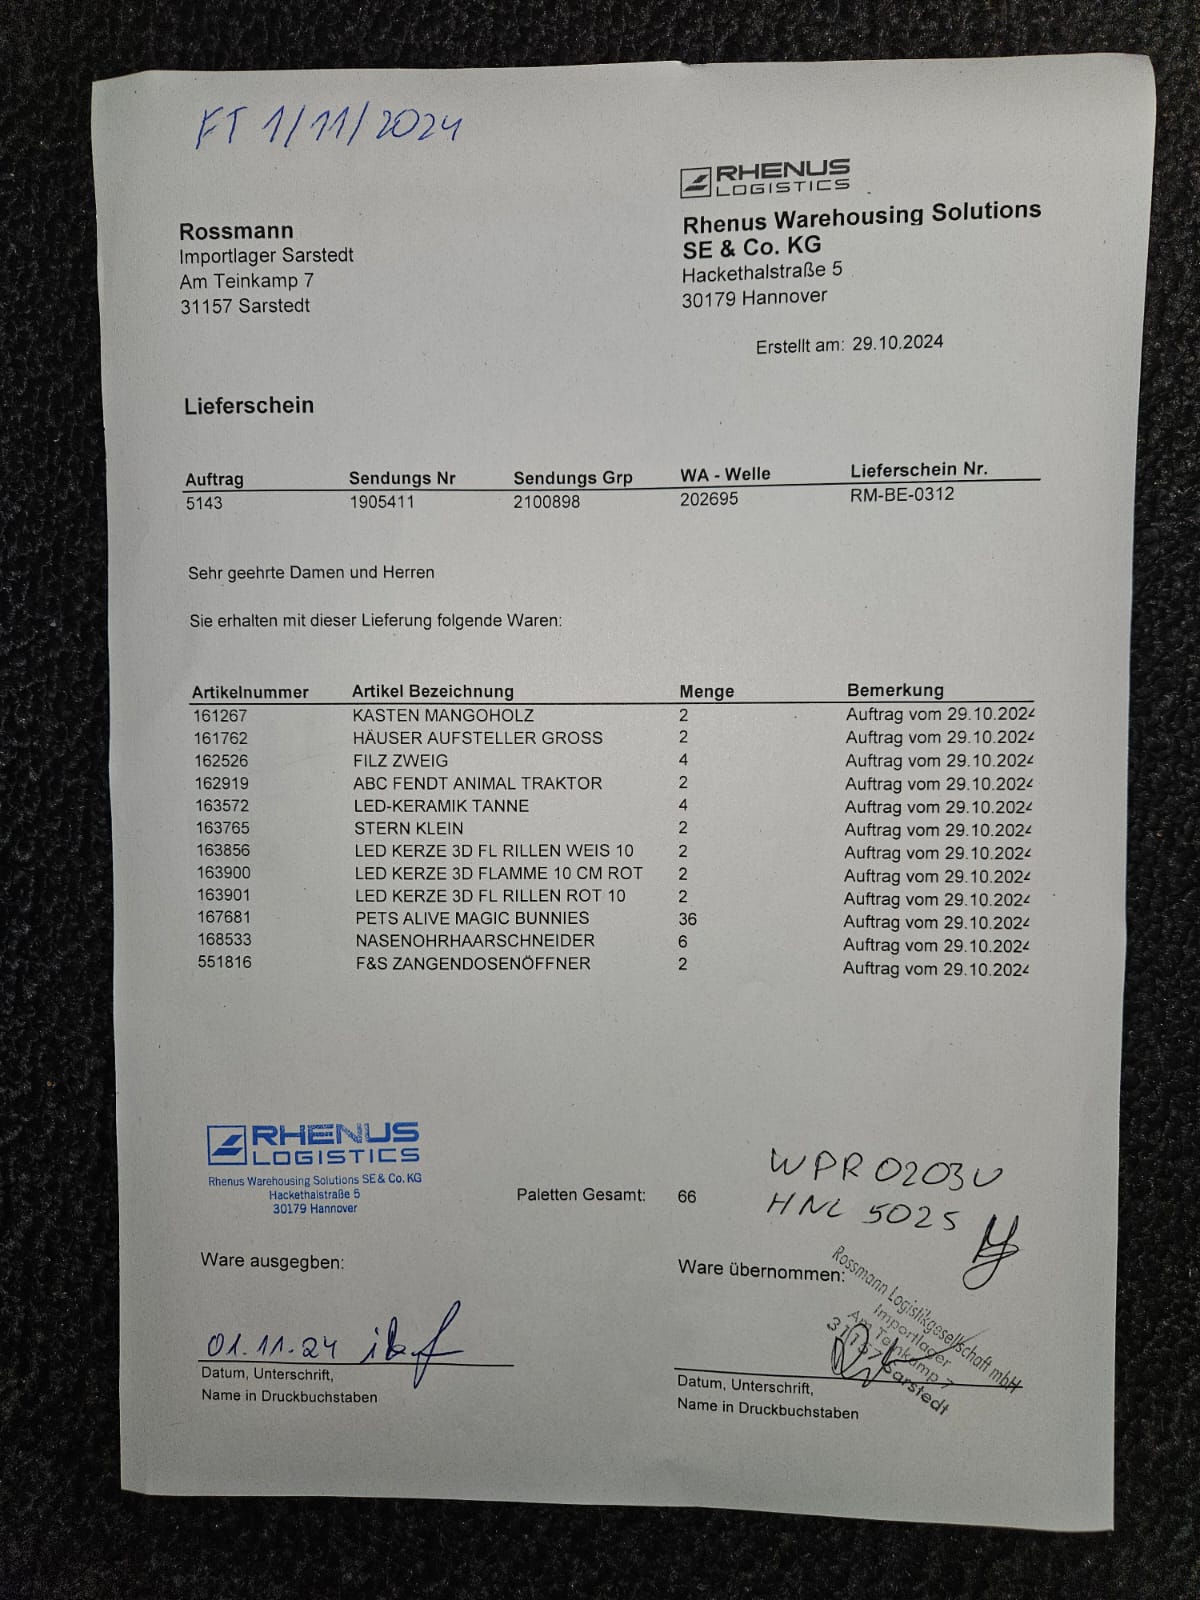 FT 1/11/2024
RHENUS
LOGISTICS
Rossmann
Importlager Sarstedt
Am Teinkamp 7
31157 Sarstedt
Rhenus Warehousing Solutions
SE & Co. KG
Hackethalstraße 5
30179 Hannover
Erstellt am: 29.10.2024
Lieferschein
Auftrag Sendungs Nr Sendungs Grp WA - Welle Lieferschein Nr.
5143 1905411 2100898 202695 RM-BE-0312
Sehr geehrte Damen und Herren
Sie erhalten mit dieser Lieferung folgende Waren:
Artikelnummer Artikel Bezeichnung Menge Bemerkung
161267 KASTEN MANGOHOLZ 2 Auftrag vom 29.10.2024
161762 HÄUSER AUFSTELLER GROSS 2 Auftrag vom 29.10.2024
162526 FILZ ZWEIG 4 Auftrag vom 29.10.2024
162919 ABC FENDT ANIMAL TRAKTOR 2 Auftrag vom 29.10.2024
163572 LED-KERAMIK TANNE 4 Auftrag vom 29.10.2024
163765 STERN KLEIN 2 Auftrag vom 29.10.2024
163856 LED KERZE 3D FL RILLEN WEIS 10 2 Auftrag vom 29.10.2024
163900 LED KERZE 3D FLAMME 10 CM ROT 2 Auftrag vom 29.10.2024
163901 LED KERZE 3D FL RILLEN ROT 10 2 Auftrag vom 29.10.2024
167681 PETS ALIVE MAGIC BUNNIES 36 Auftrag vom 29.10.2024
168533 NASENOHRHAARSCHNEIDER 6 Auftrag vom 29.10.2024
551816 F&S ZANGENDOSENÖFFNER 2 Auftrag vom 29.10.2024
RHENUS
LOGISTICS
Rhenus Warehousing Solutions SE & Co. KG
Hackethalstraße 5
30179 Hannover
Paletten Gesamt: 66
WPR0203U
HNL 5025
Ware ausgegben:
Ware übernommen:
Rossmann Logistikgesellschaft mbH
Importlager
Am Teinkamp 7
31157 Sarstedt
01.11.24
Datum, Unterschrift,
Name in Druckbuchstaben
Datum, Unterschrift,
Name in Druckbuchstaben